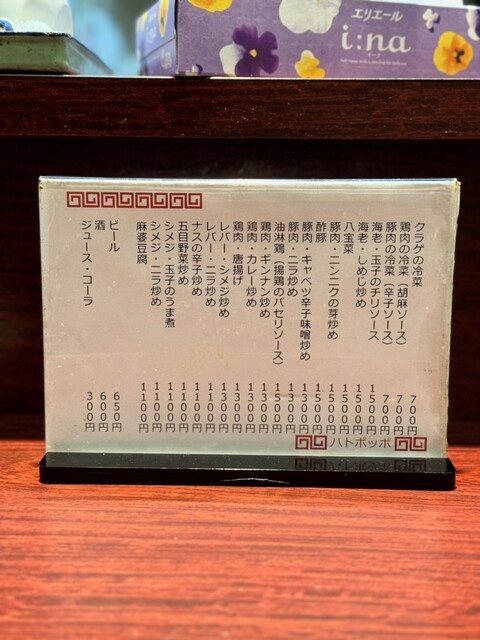 エリエール
i:na
クラゲの冷菜 700円
鶏肉の冷菜（胡麻ソース） 700円
豚肉の冷菜（辛子ソース） 700円
海老・玉子のチリソース 1500円
海老・しめじ炒め 1500円
八宝菜 1500円
豚肉・ニンニクの芽炒め 1500円
酢豚 1500円
豚肉・キャベツ辛子味噌炒め 1300円
豚肉・ニラ炒め 1300円
油淋鶏（揚鶏のパセリソース） 1500円
鶏肉・ギンナン炒め 1300円
鶏肉・カレー炒め 1300円
鶏肉・唐揚げ 1300円
レバー・シメジ炒め 1300円
レバー・ニラ炒め 1100円
ナスの辛子炒め 1100円
五目野菜炒め 1100円
シメジ・玉子のうま煮 1100円
シメジ・ニラ炒め 1100円
麻婆豆腐 1100円
ビール 650円
酒 600円
ジュース・コーラ 300円
ハトポッポ